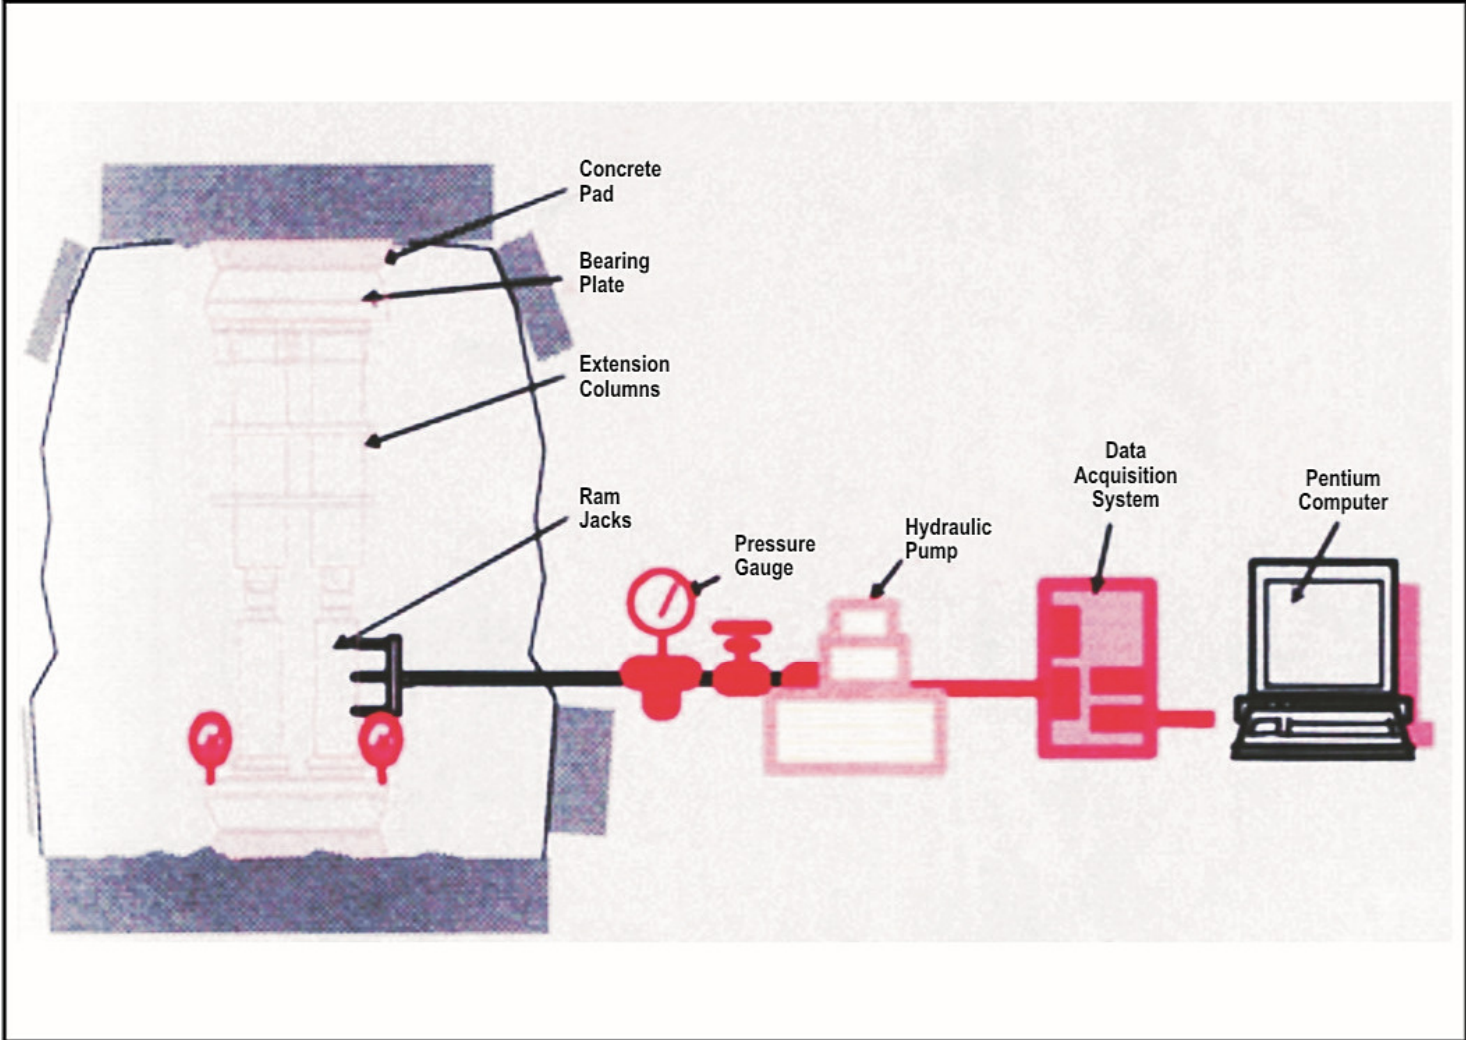 Concrete
Pad
Bearing
Plate
Extension
Columns
Ram
Jacks
Pressure
Gauge
Hydraulic
Pump
Data
Acquisition
System
Pentium
Computer